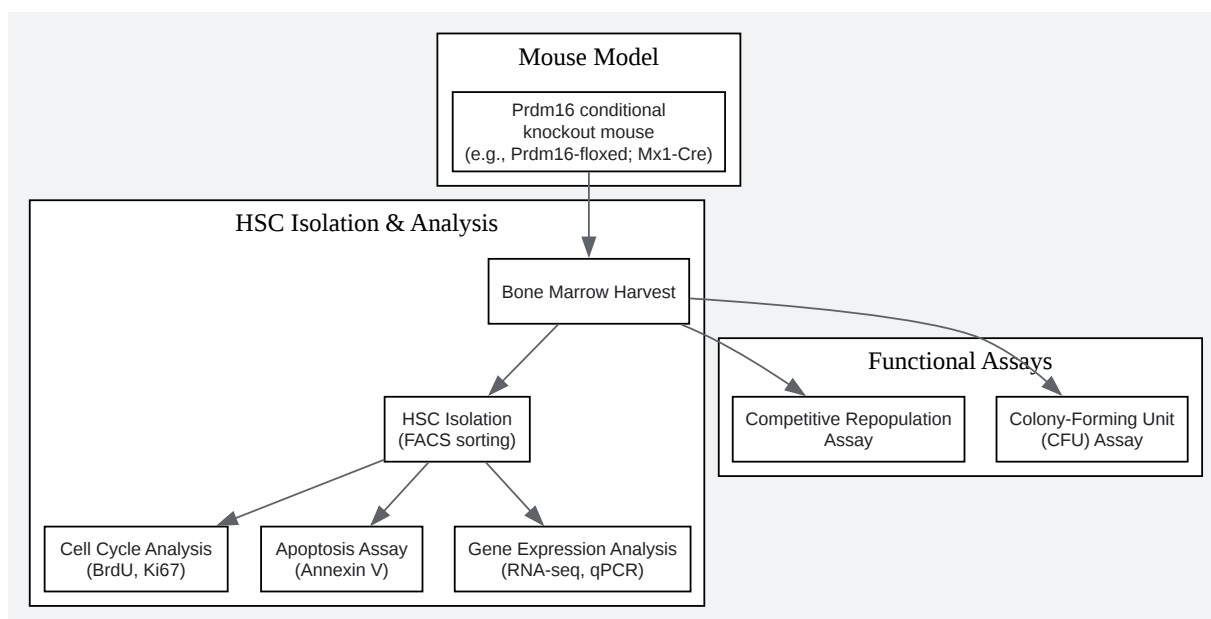 Mouse Model
Prdm16 conditional
knockout mouse
(e.g., Prdm16-floxed; Mx1-Cre)
HSC Isolation & Analysis
Bone Marrow Harvest
Functional Assays
HSC Isolation
(FACS sorting)
Competitive Repopulation
Assay
Colony-Forming Unit
(CFU) Assay
Cell Cycle Analysis
(BrdU, Ki67)
Apoptosis Assay
(Annexin V)
Gene Expression Analysis
(RNA-seq, qPCR)